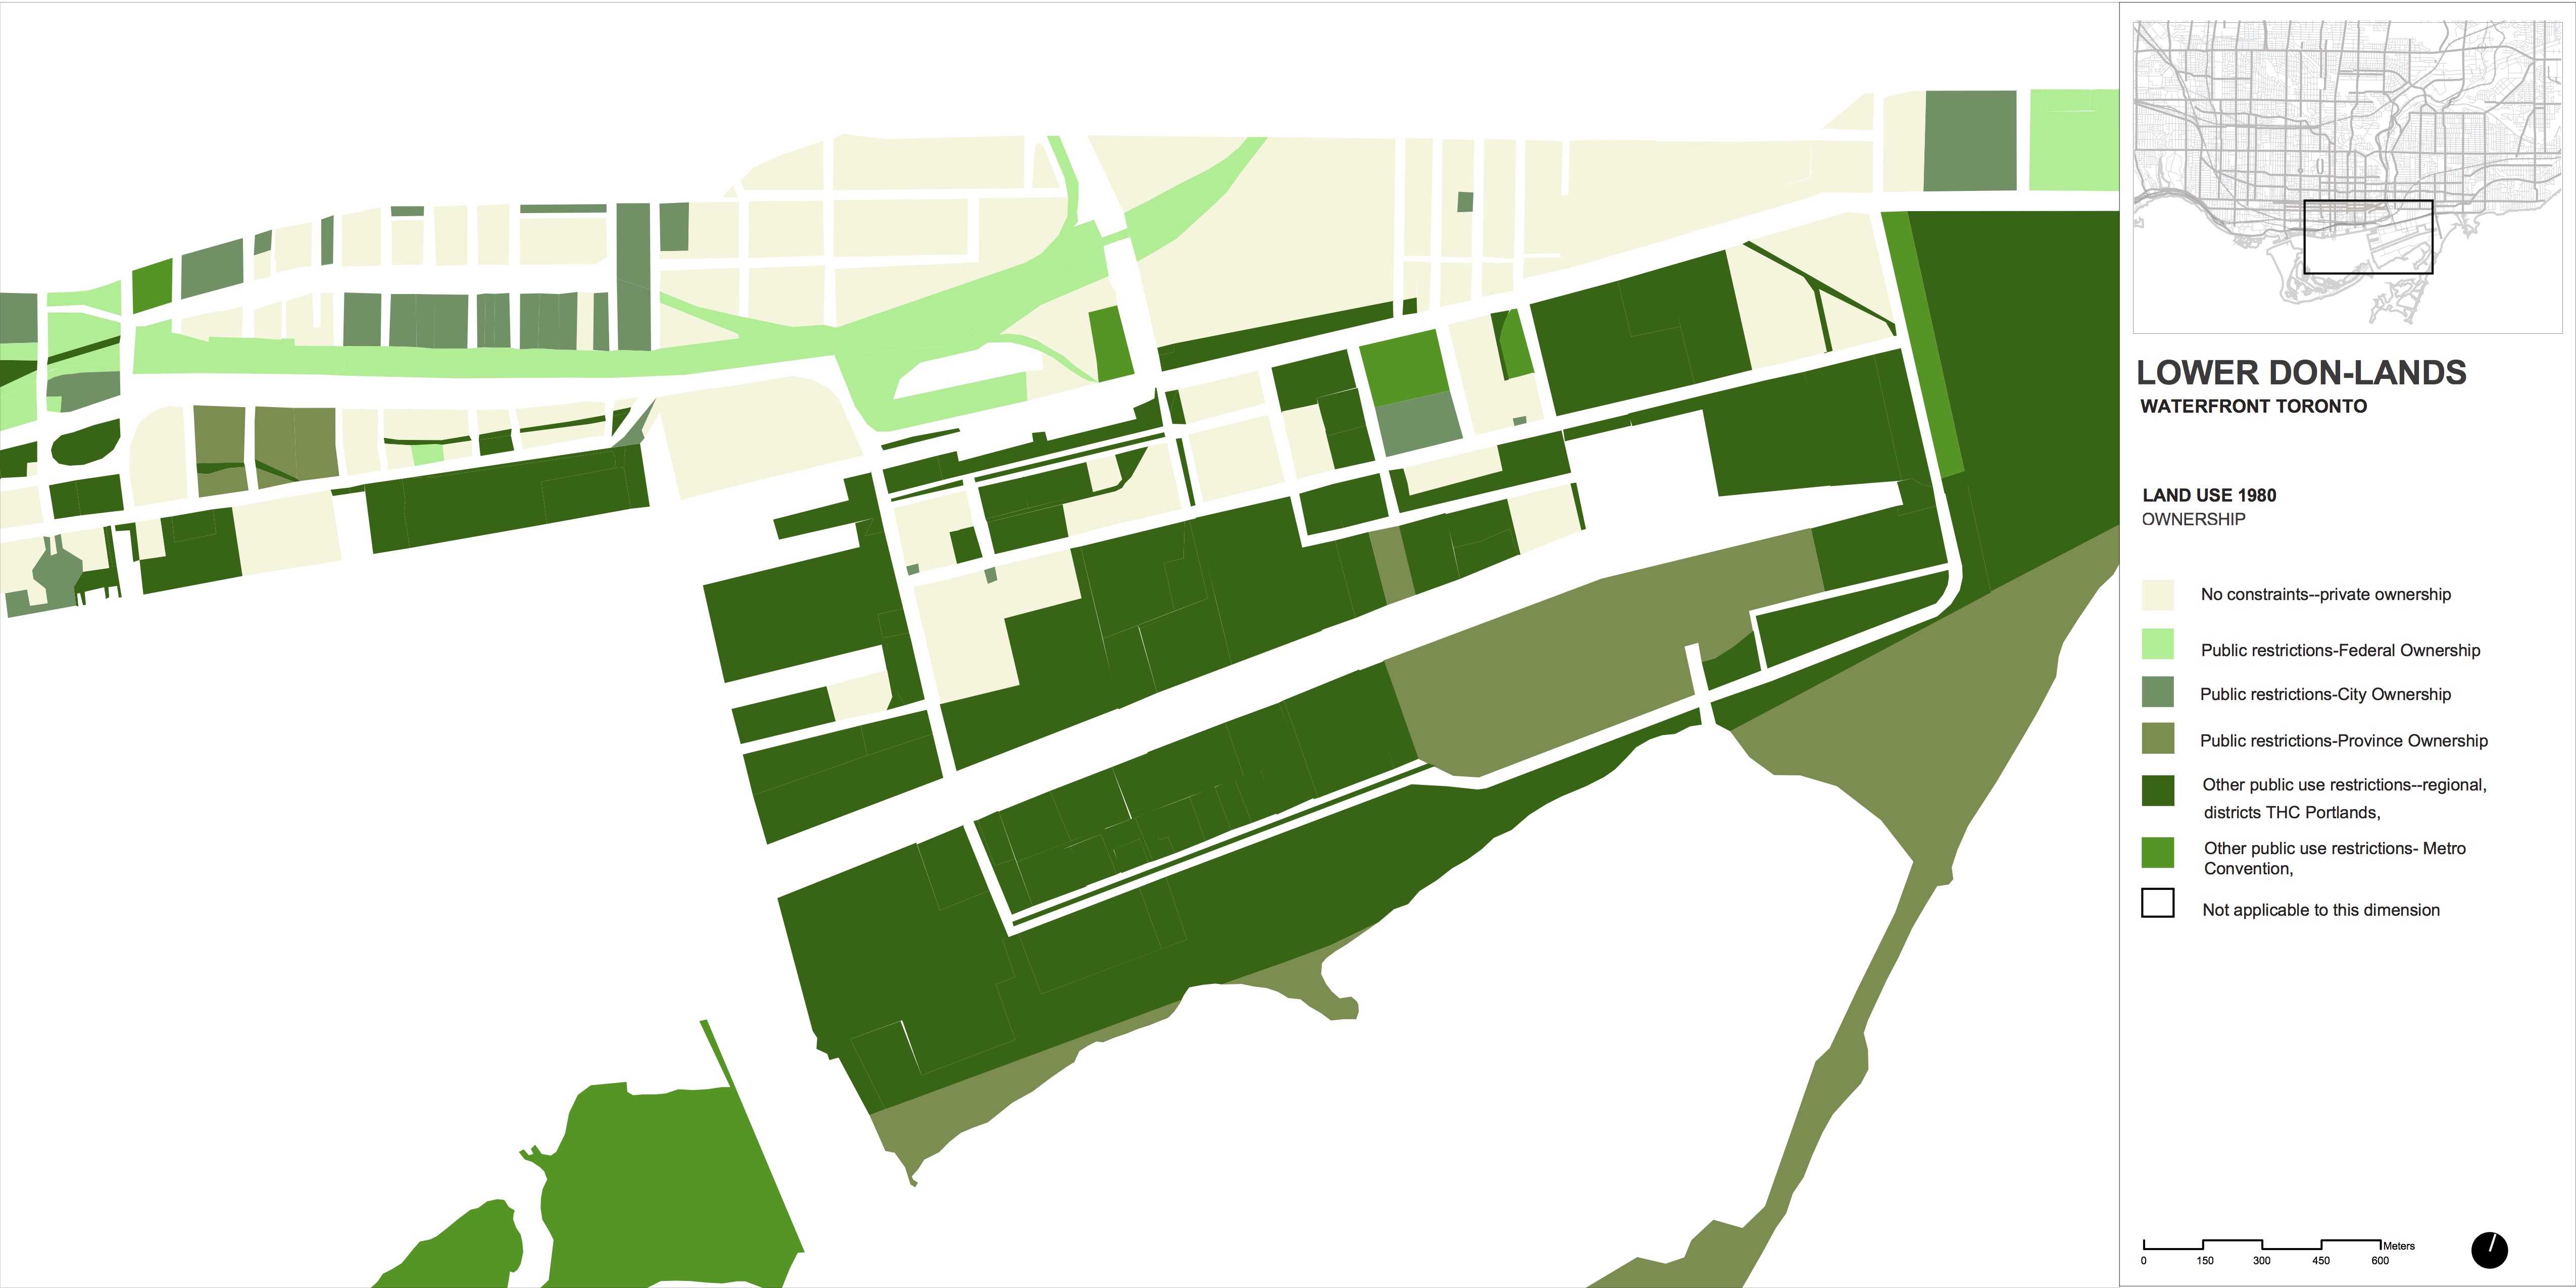 LOWER DON-LANDS
WATERFRONT TORONTO
LAND USE 1980
OWNERSHIP
No constraints--private ownership
Public restrictions-Federal Ownership
Public restrictions-City Ownership
Public restrictions-Province Ownership
Other public use restrictions--regional,
districts THC Portlands,
Other public use restrictions- Metro
Convention,
Not applicable to this dimension
Meters
0 150 300 450 600